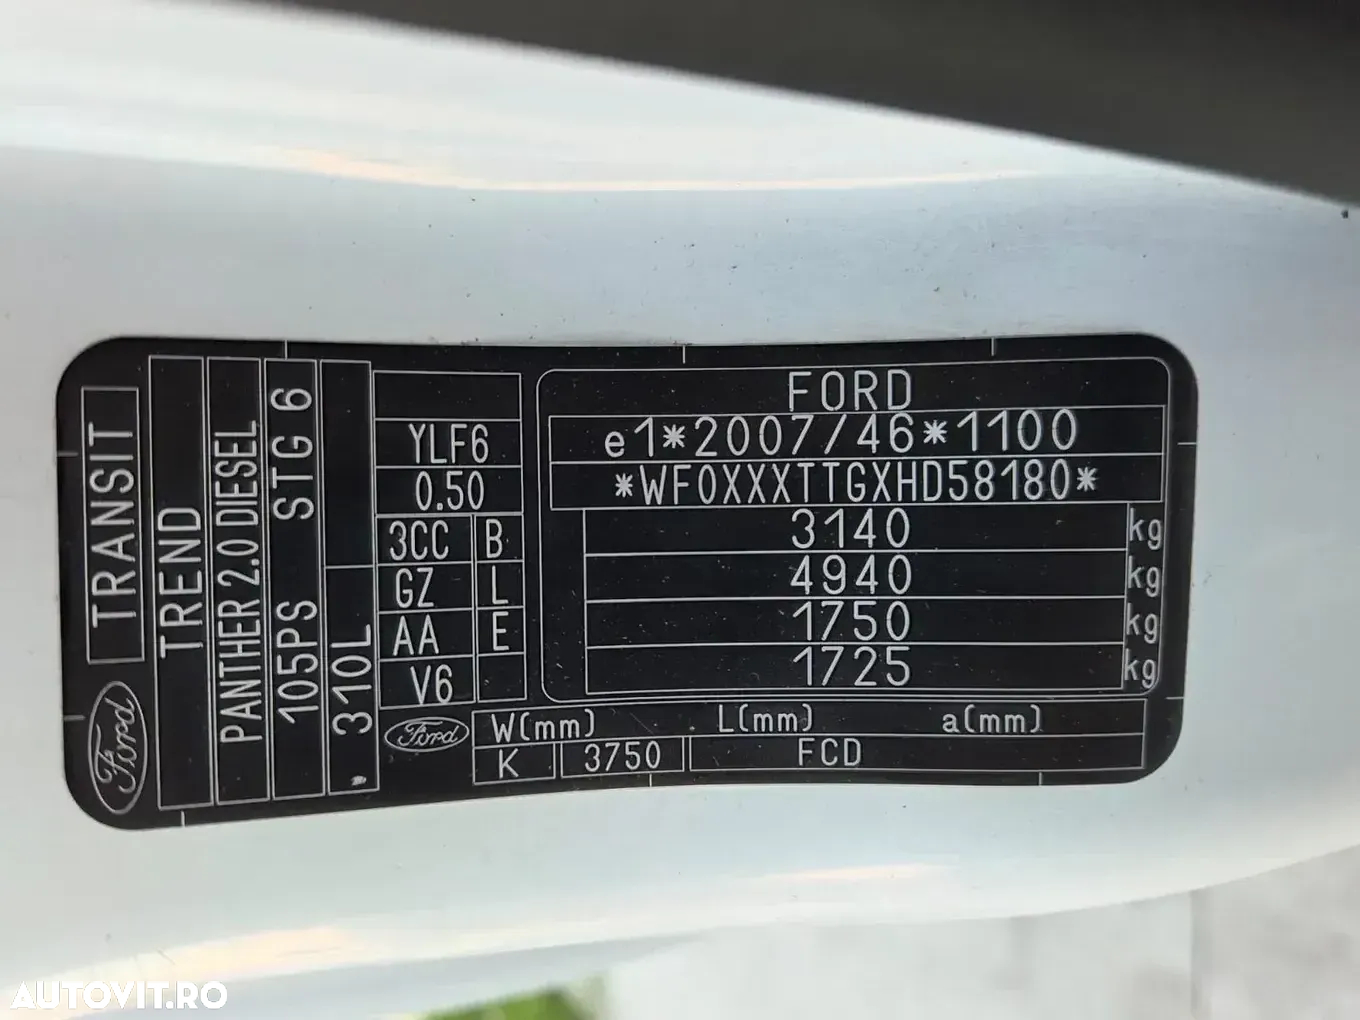 TRANSIT
TREND
PANTHER 2.0 DIESEL
105PS STG 6
310L
Ford
YLF6
0.50
3CC B
GZ L
AA E
V6
Ford
FORD
e1*2007/46*1100
*WF0XXXTTGXHD58180*
3140 kg
4940 kg
1750 kg
1725 kg
W(mm) L(mm) a(mm)
K 3750 FCD
AUTOVIT.RO